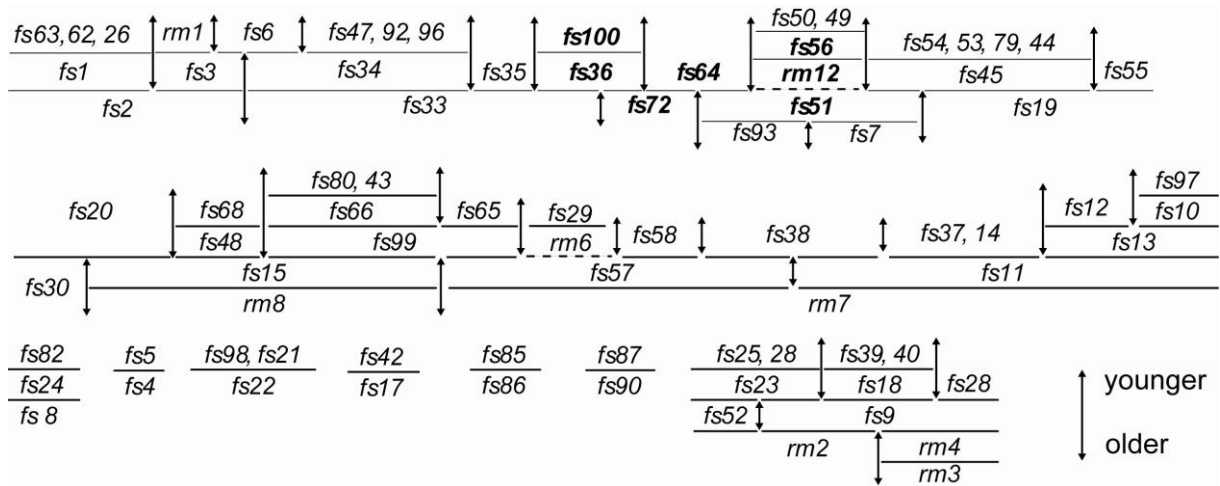 fs50, 49
fs63, 62, 26 rm1 fs6 fs47, 92, 96 fs100 fs56 fs54, 53, 79, 44
fs1 fs3 fs34 fs35 fs36 fs64 rm12 fs45 fs55
fs2 fs33 fs72 fs51 fs19
fs93 fs7
fs80, 43 fs97
fs20 fs68 fs66 fs65 fs29 fs12 fs10
fs48 fs99 rm6 fs58 fs38 fs37, 14 fs13
fs30 fs15 fs57 fs11
rm8 rm7
fs82 fs5 fs98, fs21 fs42 fs85 fs87 fs25, 28 fs39, 40
fs24 fs4 fs22 fs17 fs86 fs90 fs23 fs18 fs28 younger
fs 8 fs52 fs9
rm2 rm4 older
rm3